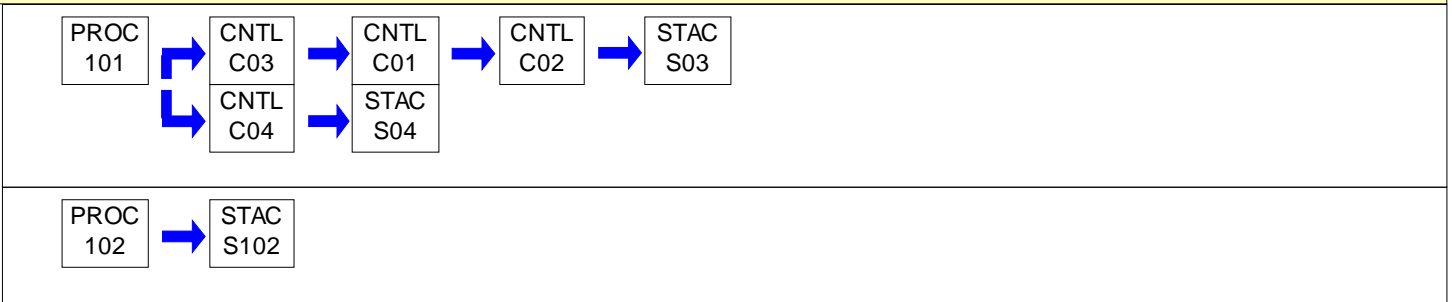 PROC
101
CNTL
C03
CNTL
C01
CNTL
C02
STAC
S03
CNTL
C04
STAC
S04
PROC
102
STAC
S102